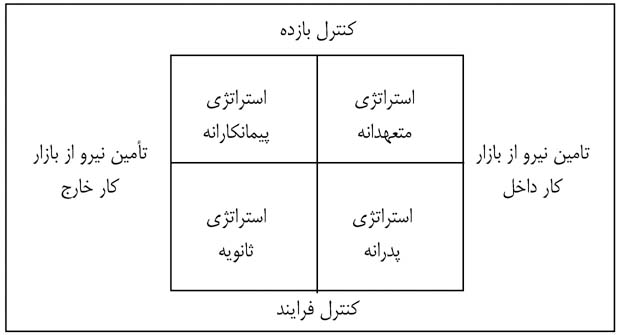 کنترل بازده
استراتژی
متعهدانه
استراتژی
پیمانکارانه
تامین نیرو از بازار
کار داخل
تأمین نیرو از بازار
کار خارج
استراتژی
پدرانه
استراتژی
ثانویه
کنترل فرایند